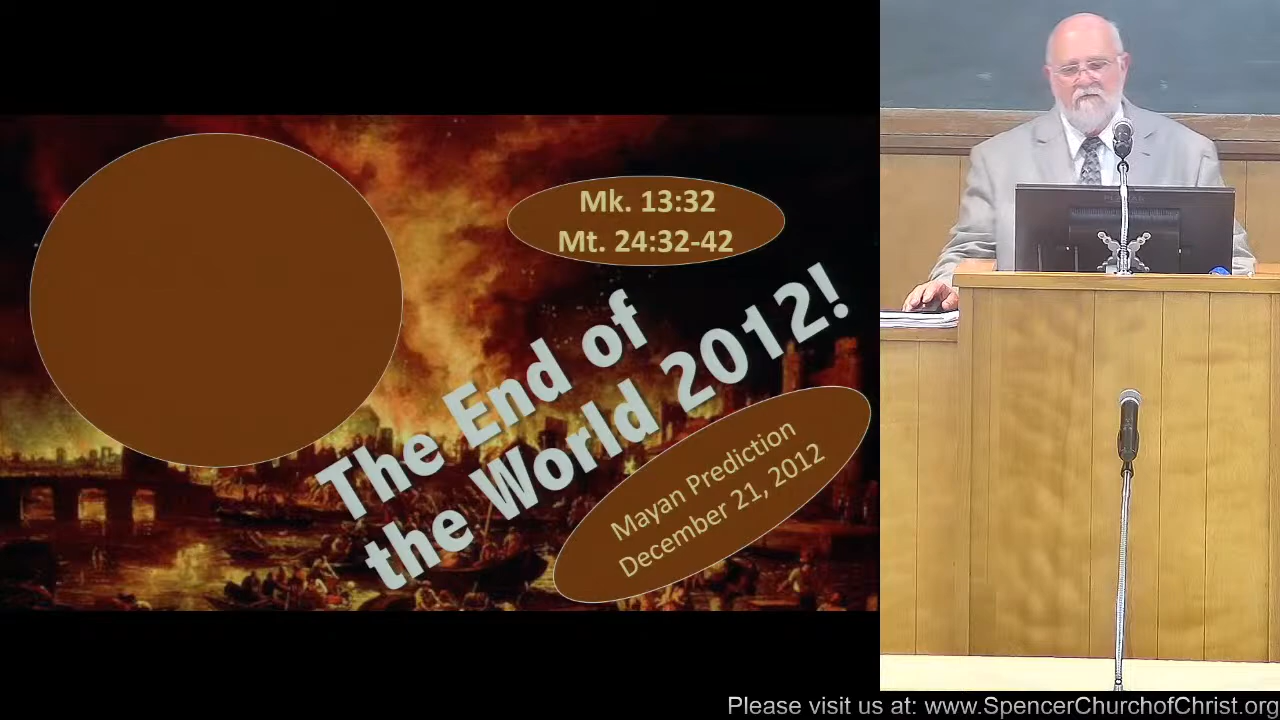 Mk. 13:32
Mt. 24:32-42
The End of
the World 2012!
Mayan Prediction
December 21, 2012
Please visit us at: www.SpencerChurchofChrist.org